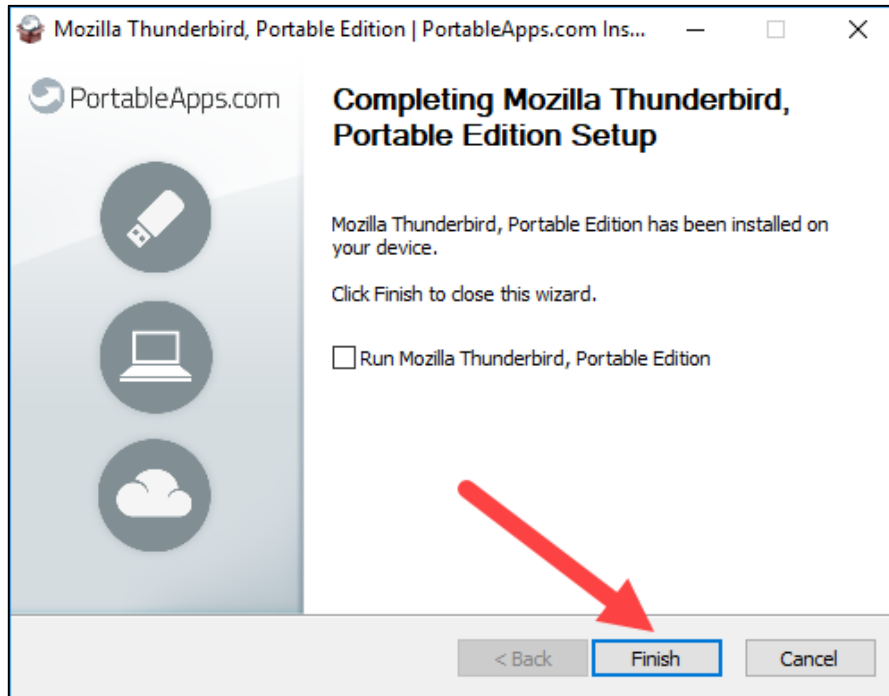 Mozilla Thunderbird, Portable Edition | PortableApps.com Ins...
PortableApps.com
Completing Mozilla Thunderbird,
Portable Edition Setup
Mozilla Thunderbird, Portable Edition has been installed on
your device.
Click Finish to close this wizard.
Run Mozilla Thunderbird, Portable Edition
< Back
Finish
Cancel